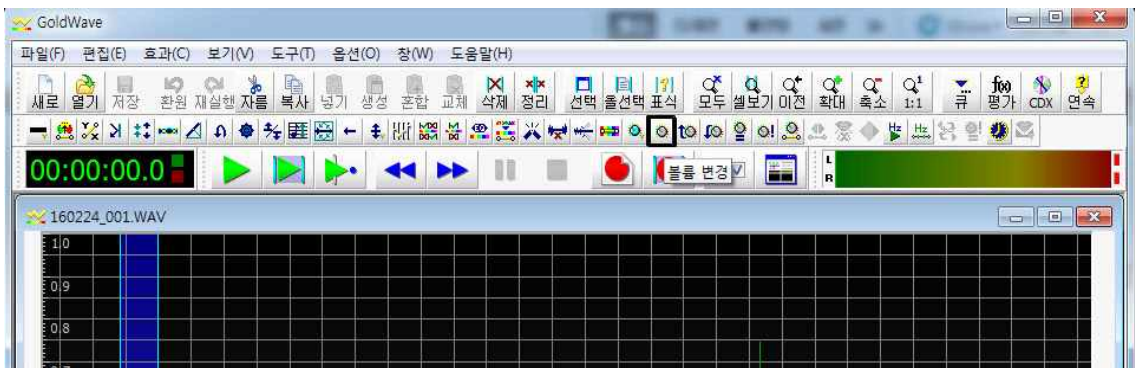 GoldWave
파일(F) 편집(E) 효과(C) 보기(V) 도구(T) 옵션(O) 창(W) 도움말(H)
새로 열기 저장 환원 재실행 자름 복사 넣기 생성 혼합 교체 삭제 정리 선택 올선택 표식 모두 셀보기 이전 확대 축소 1:1 큐 평가 CDX 연속
00:00:00.0
볼륨 변경
L
R
160224_001.WAV
1.0
0.9
0.8